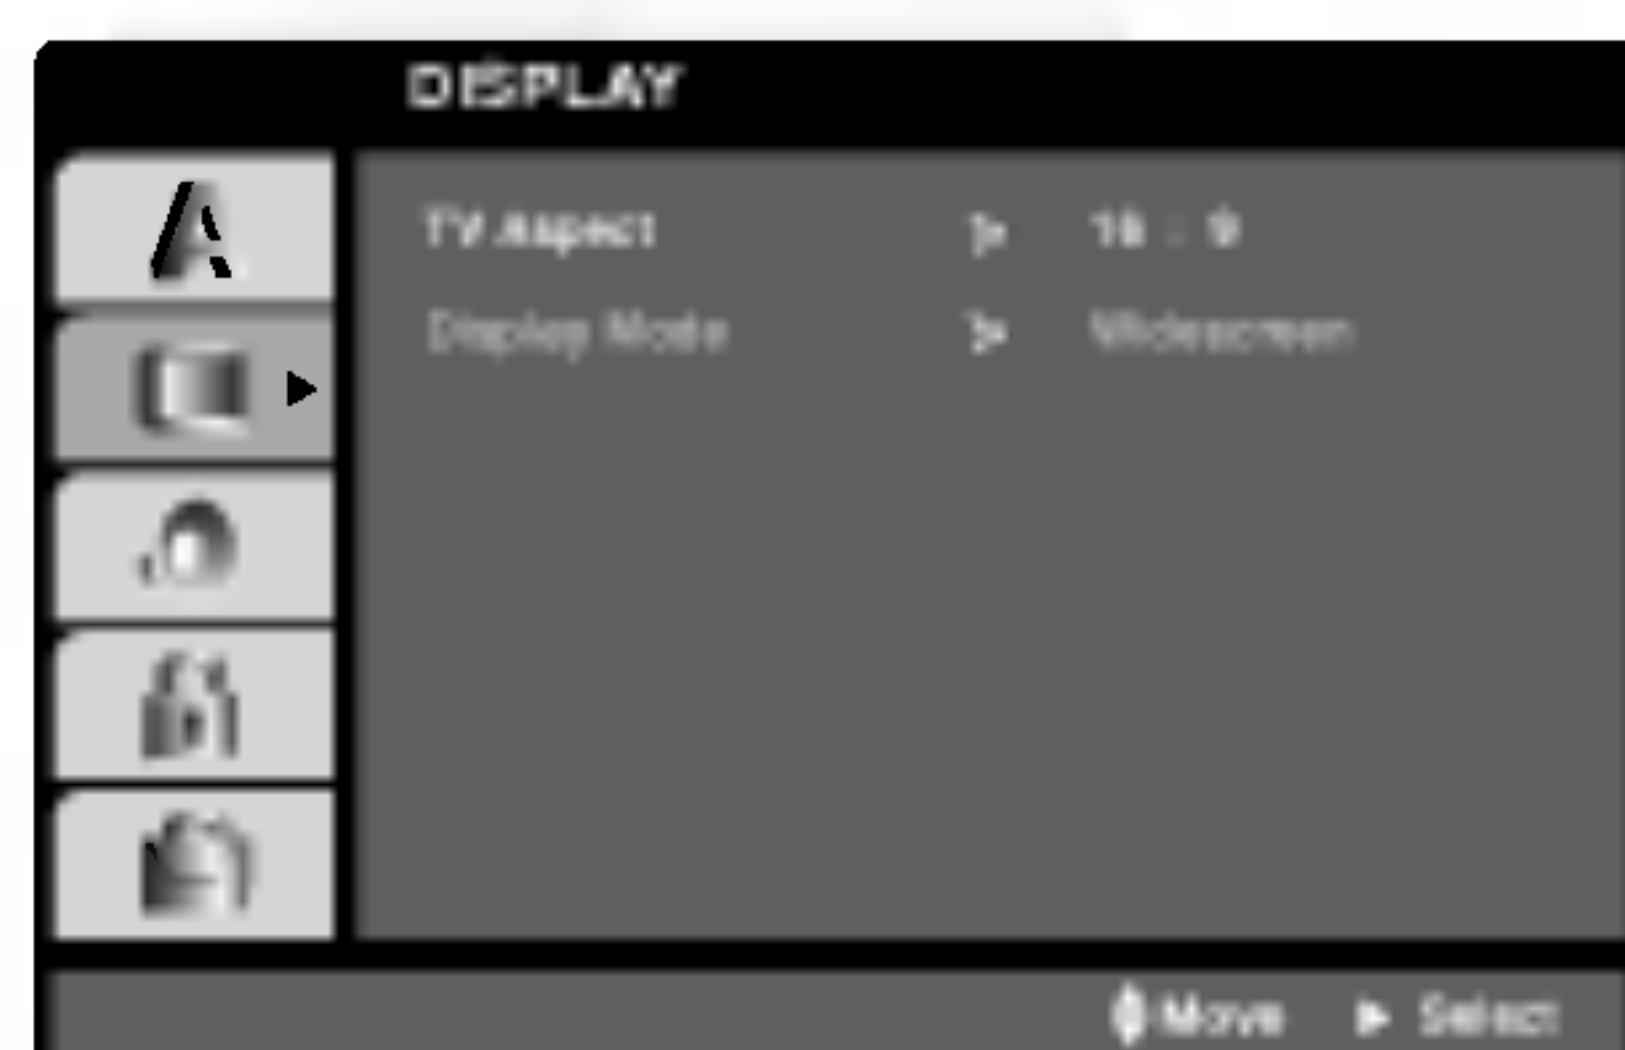 DISPLAY
A
TV Aspect 16 : 9
Display Mode Widescreen
Move Select